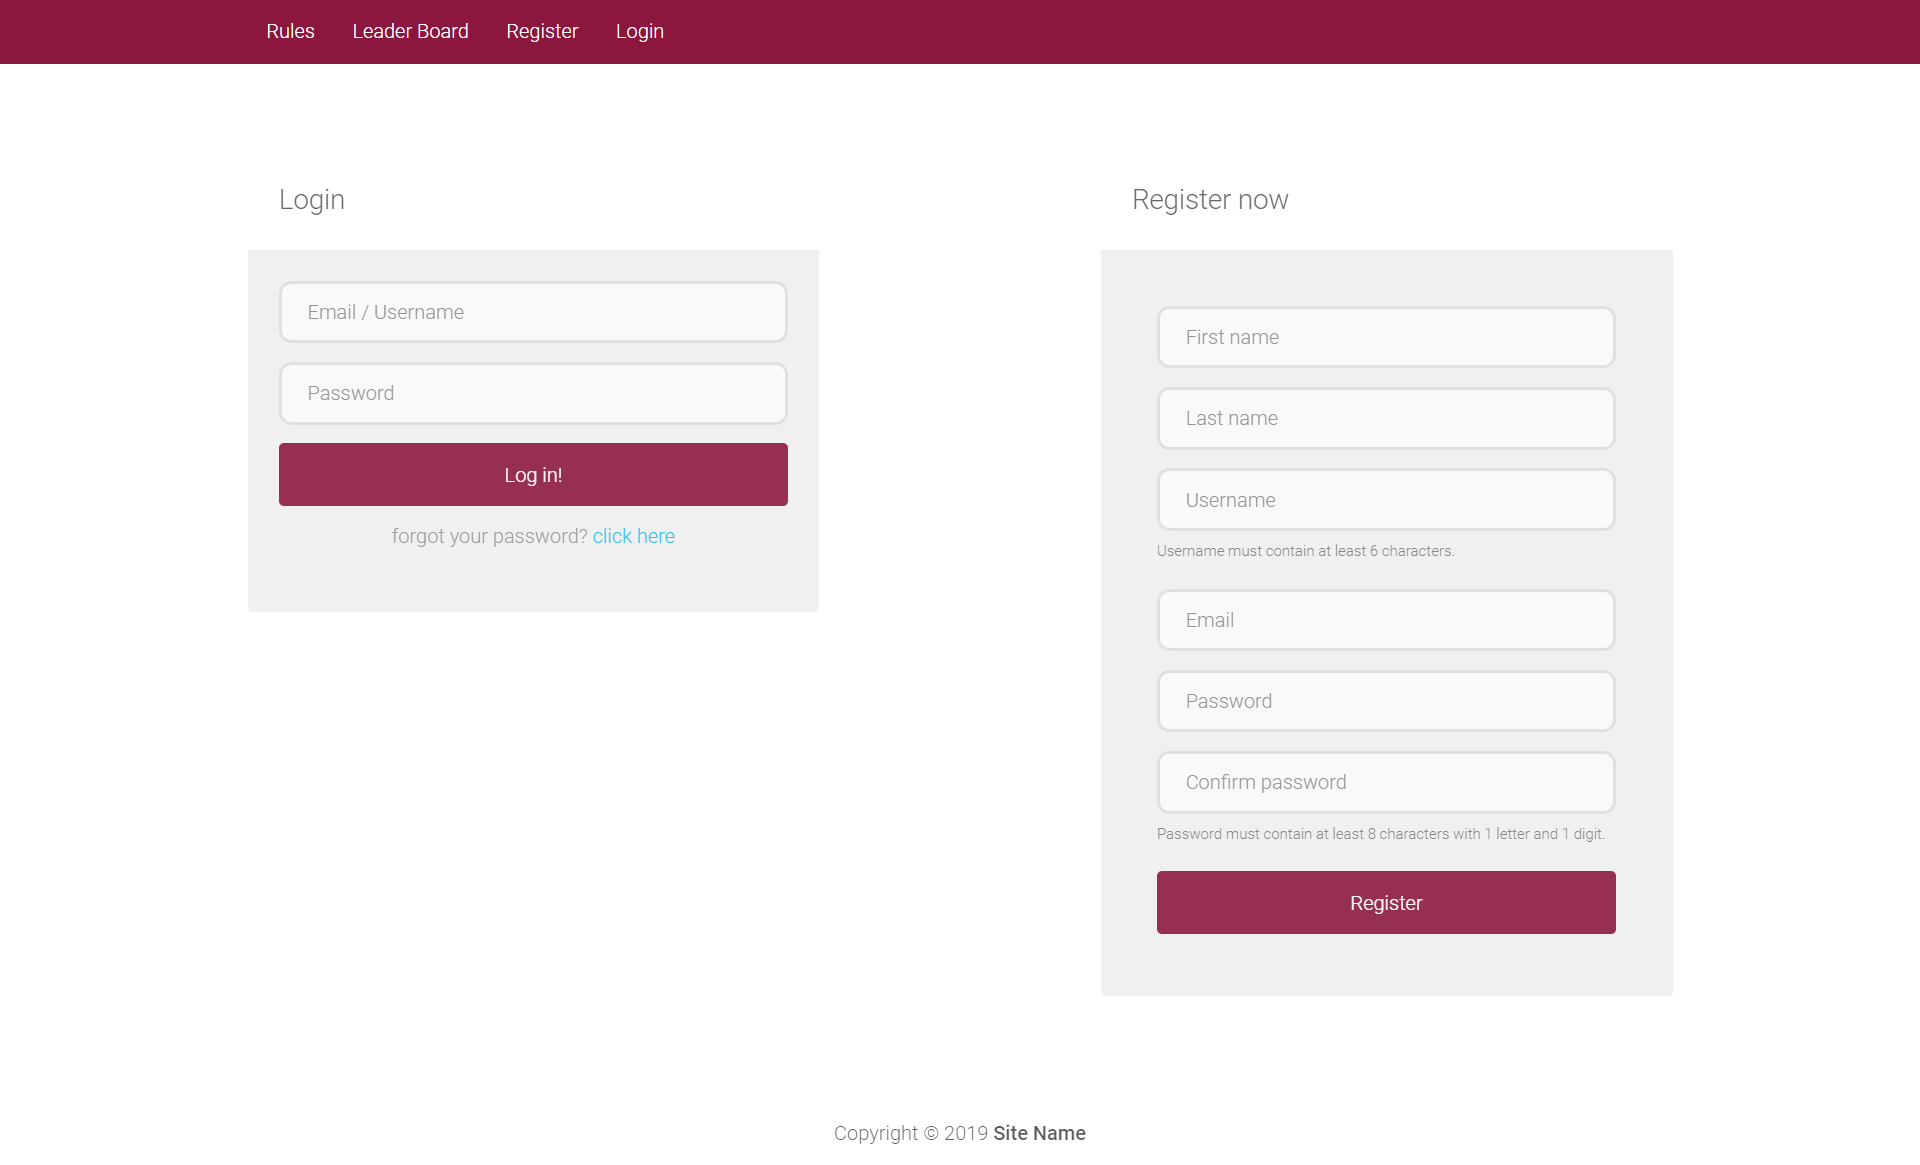 Rules Leader Board Register Login
Login
Email / Username
Password
Log in!
forgot your password? click here
Register now
First name
Last name
Username
Username must contain at least 6 characters.
Email
Password
Confirm password
Password must contain at least 8 characters with 1 letter and 1 digit.
Register
Copyright © 2019 Site Name